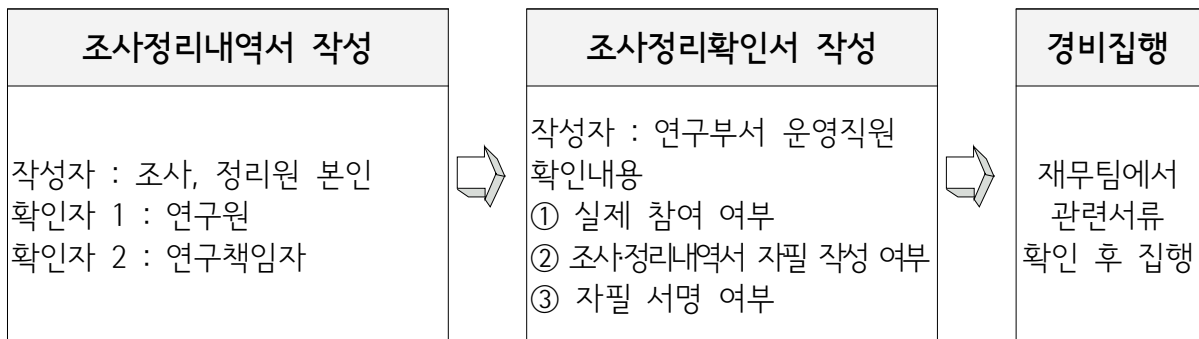 조사정리내역서 작성
작성자 : 조사, 정리원 본인
확인자 1 : 연구원
확인자 2 : 연구책임자
조사정리확인서 작성
작성자 : 연구부서 운영직원
확인내용
① 실제 참여 여부
② 조사·정리내역서 자필 작성 여부
③ 자필 서명 여부
경비집행
재무팀에서
관련서류
확인 후 집행